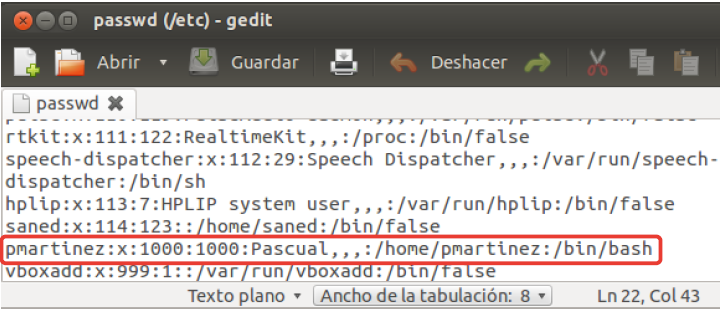 passwd (/etc) - gedit
Abrir Guardar Deshacer
passwd
rtkit:x:111:122:RealtimeKit,,,:/proc:/bin/false
speech-dispatcher:x:112:29:Speech Dispatcher,,,:/var/run/speech-
dispatcher:/bin/sh
hplip:x:113:7:HPLIP system user,,,:/var/run/hplip:/bin/false
saned:x:114:123::/home/saned:/bin/false
pmartinez:x:1000:1000:Pascual,,,:/home/pmartinez:/bin/bash
vboxadd:x:999:1::/var/run/vboxadd:/bin/false
Texto plano Ancho de la tabulación: 8 Ln 22, Col 43